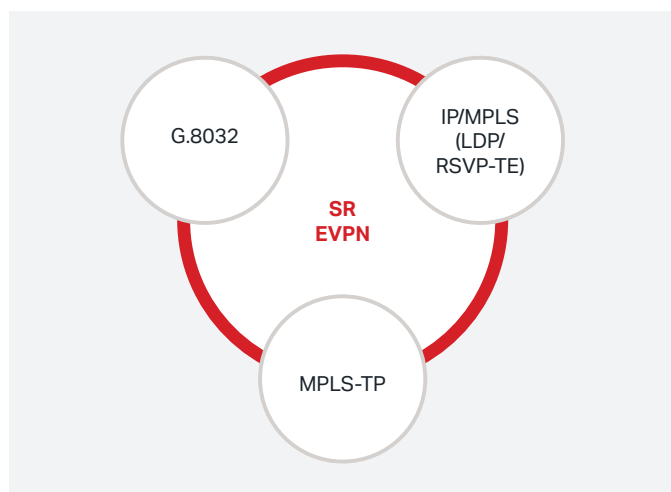 G.8032
IP/MPLS
(LDP/
RSVP-TE)
SR
EVPN
MPLS-TP